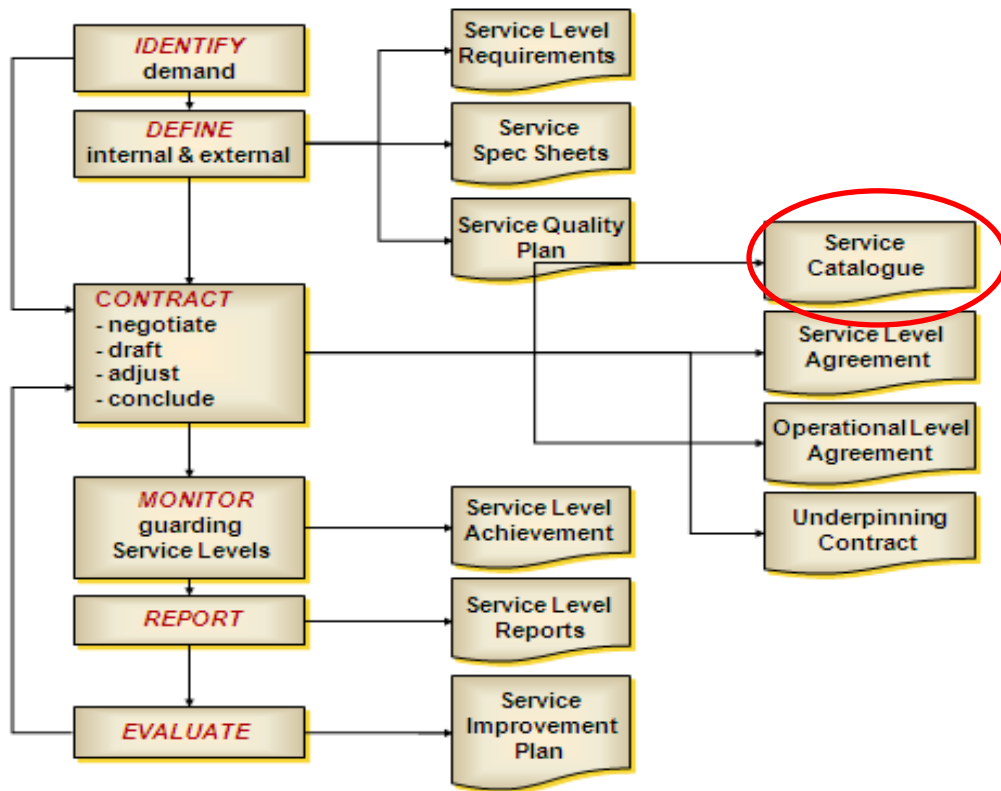 IDENTIFY
demand
DEFINE
internal & external
CONTRACT
- negotiate
- draft
- adjust
- conclude
MONITOR
guarding
Service Levels
REPORT
EVALUATE
Service Level
Requirements
Service
Spec Sheets
Service Quality
Plan
Service Level
Achievement
Service Level
Reports
Service
Improvement
Plan
Service
Catalogue
Service Level
Agreement
Operational Level
Agreement
Underpinning
Contract